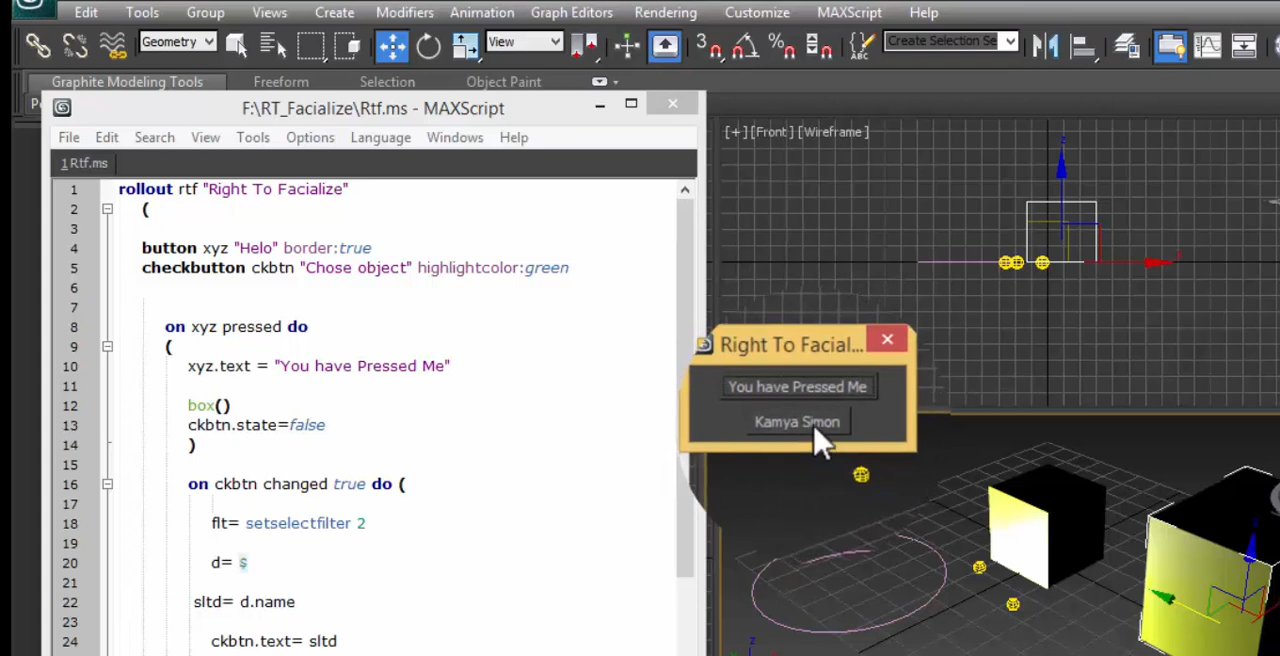 Edit Tools Group Views Create Modifiers Animation Graph Editors Rendering Customize MAXScript Help
Geometry View 3 % ABC Create Selection Se
Graphite Modeling Tools Freeform Selection Object Paint
F:\RT_Facialize\Rtf.ms - MAXScript
File Edit Search View Tools Options Language Windows Help
1 Rtf.ms
[+][Front][Wireframe]
1 rollout rtf "Right To Facialize"
2 (
3
4 button xyz "Helo" border:true
5 checkbutton ckbtn "Chose object" highlightcolor:green
6
7
8 on xyz pressed do
9 (
10 xyz.text = "You have Pressed Me"
11
12 box()
13 ckbtn.state=false
14 )
15
16 on ckbtn changed true do (
17
18 flt= setselectfilter 2
19
20 d= $
21
22 sltd= d.name
23
24 ckbtn.text= sltd
Right To Facial...
You have Pressed Me
Kamya Simon
z
x
z